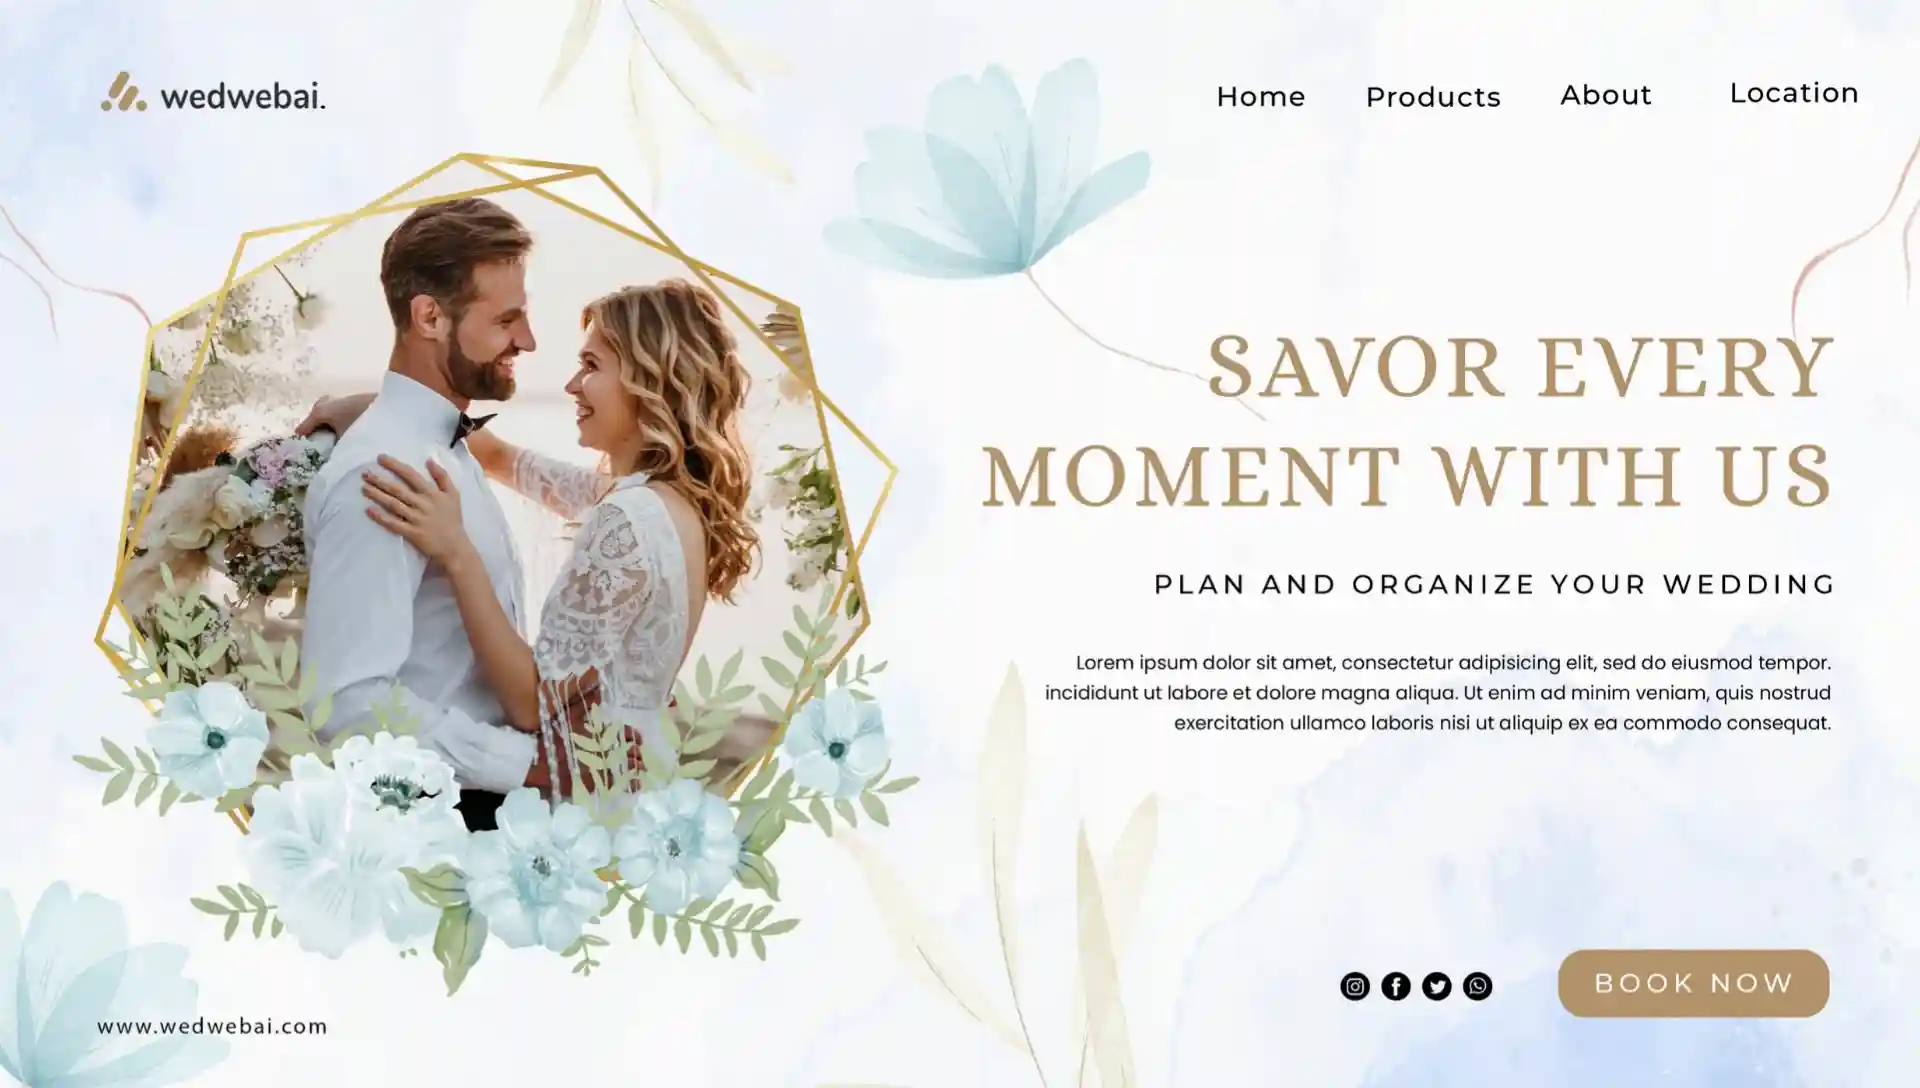 wedwebai.
Home Products About Location
SAVOR EVERY
MOMENT WITH US
PLAN AND ORGANIZE YOUR WEDDING
Lorem ipsum dolor sit amet, consectetur adipisicing elit, sed do eiusmod tempor.
incididunt ut labore et dolore magna aliqua. Ut enim ad minim veniam, quis nostrud
exercitation ullamco laboris nisi ut aliquip ex ea commodo consequat.
BOOK NOW
www.wedwebai.com